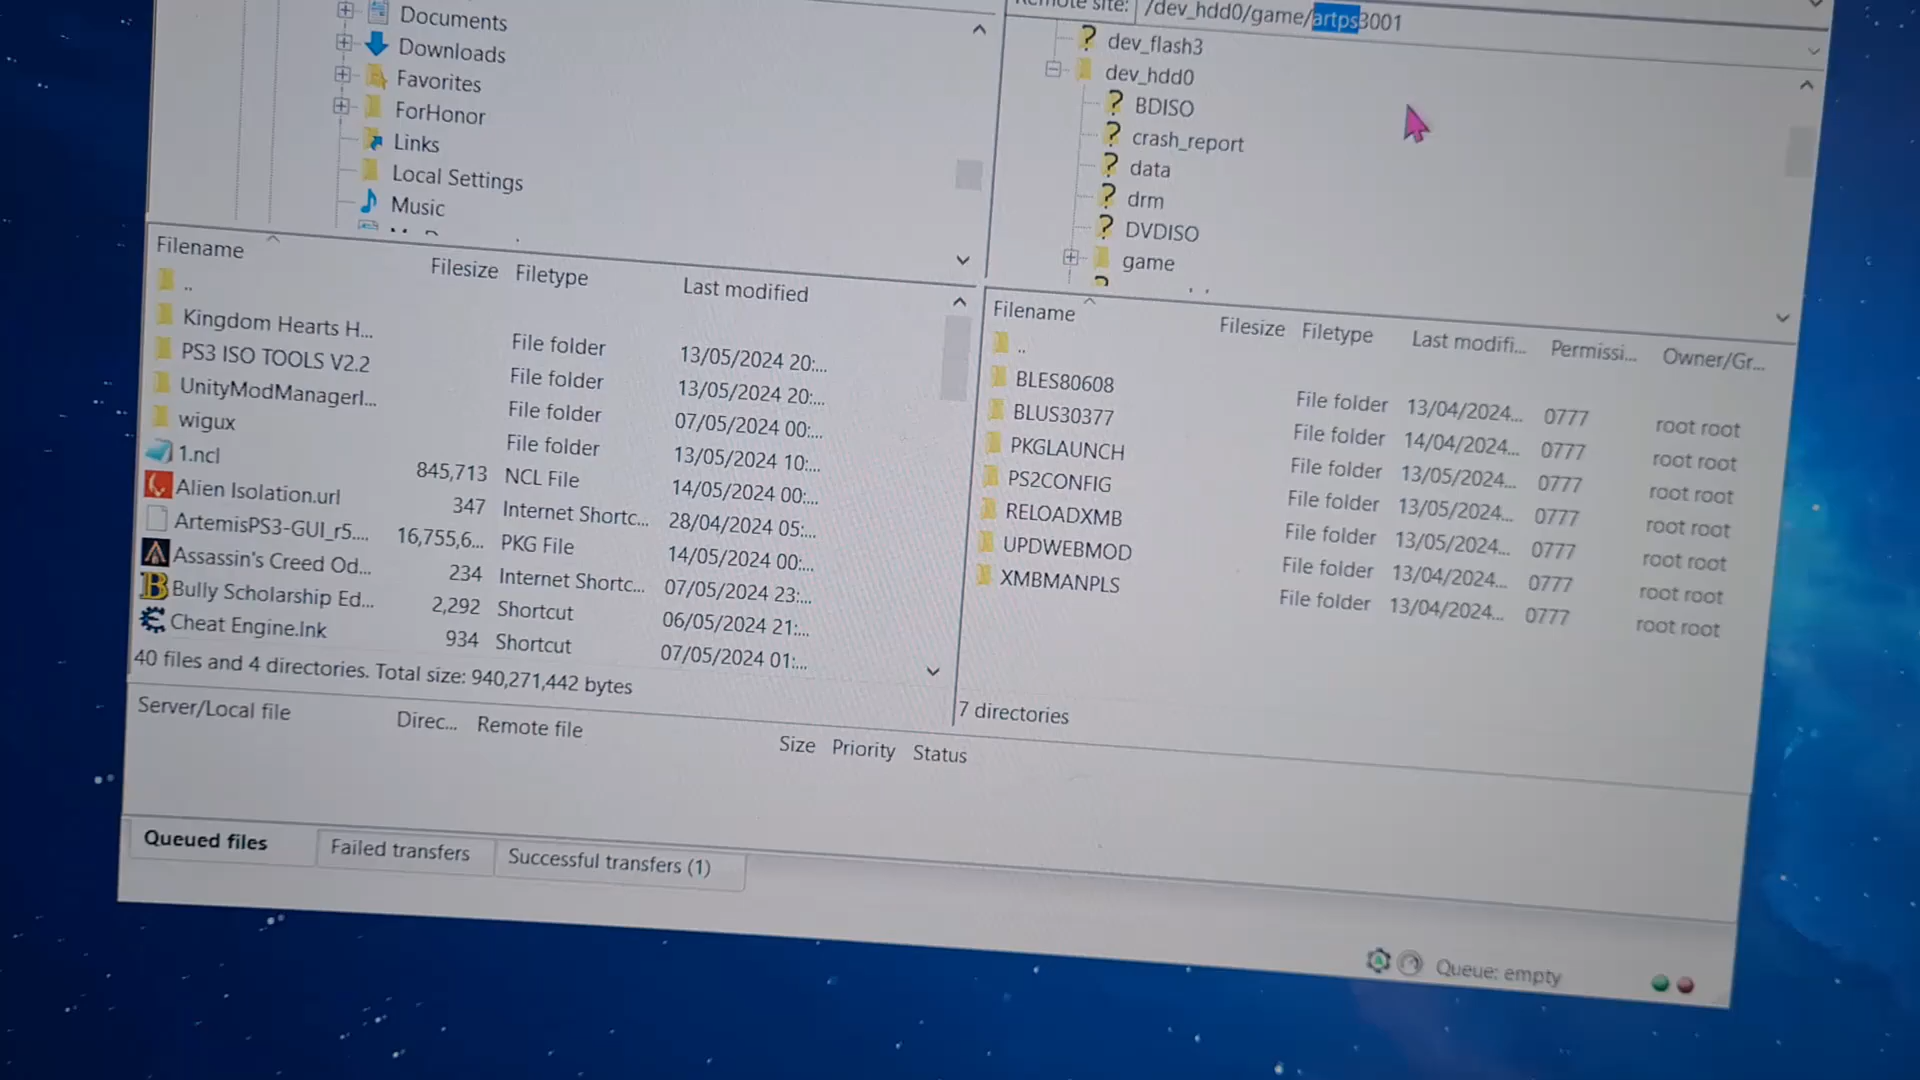 Remote site: /dev_hdd0/game/artps3001
Documents
Downloads
Favorites
ForHonor
Links
Local Settings
Music
dev_flash3
dev_hdd0
BDISO
crash_report
data
drm
DVDISO
game
Filename Filesize Filetype Last modified
..
Kingdom Hearts H... File folder 13/05/2024 20:...
PS3 ISO TOOLS V2.2 File folder 13/05/2024 20:...
UnityModManagerI... File folder 07/05/2024 00:...
wigux File folder 13/05/2024 10:...
1.ncl 845,713 NCL File 14/05/2024 00:...
Alien Isolation.url 347 Internet Shortc... 28/04/2024 05:...
ArtemisPS3-GUI_r5.... 16,755,6... PKG File 14/05/2024 00:...
Assassin's Creed Od... 234 Internet Shortc... 07/05/2024 23:...
Bully Scholarship Ed... 2,292 Shortcut 06/05/2024 21:...
Cheat Engine.lnk 934 Shortcut 07/05/2024 01:...
40 files and 4 directories. Total size: 940,271,442 bytes
Filename Filesize Filetype Last modifi... Permissi... Owner/Gr...
..
BLES80608 File folder 13/04/2024... 0777 root root
BLUS30377 File folder 14/04/2024... 0777 root root
PKGLAUNCH File folder 13/05/2024... 0777 root root
PS2CONFIG File folder 13/05/2024... 0777 root root
RELOADXMB File folder 13/05/2024... 0777 root root
UPDWEBMOD File folder 13/04/2024... 0777 root root
XMBMANPLS File folder 13/04/2024... 0777 root root
7 directories
Server/Local file Direc... Remote file Size Priority Status
Queued files Failed transfers Successful transfers (1)
Queue: empty